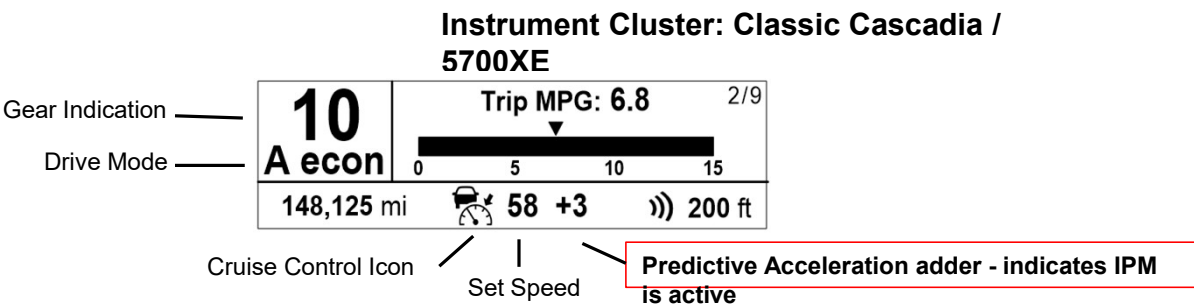 Instrument Cluster: Classic Cascadia /
5700XE
Gear Indication
10
Trip MPG: 6.8
2/9
Drive Mode
A econ
0 5 10 15
148,125 mi
58 +3
200 ft
Cruise Control Icon
Set Speed
Predictive Acceleration adder - indicates IPM
is active